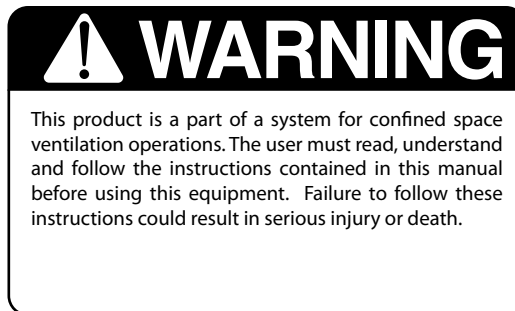 WARNING
This product is a part of a system for confined space
ventilation operations. The user must read, understand
and follow the instructions contained in this manual
before using this equipment.  Failure to follow these
instructions could result in serious injury or death.